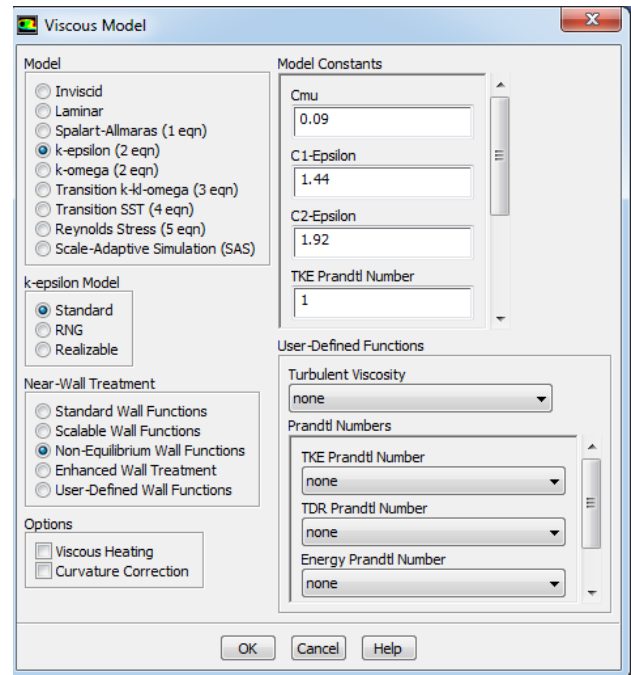 Viscous Model
Model
Inviscid
Laminar
Spalart-Allmaras (1 eqn)
k-epsilon (2 eqn)
k-omega (2 eqn)
Transition k-kl-omega (3 eqn)
Transition SST (4 eqn)
Reynolds Stress (5 eqn)
Scale-Adaptive Simulation (SAS)
k-epsilon Model
Standard
RNG
Realizable
Near-Wall Treatment
Standard Wall Functions
Scalable Wall Functions
Non-Equilibrium Wall Functions
Enhanced Wall Treatment
User-Defined Wall Functions
Options
Viscous Heating
Curvature Correction
Model Constants
Cmu
0.09
C1-Epsilon
1.44
C2-Epsilon
1.92
TKE Prandtl Number
1
User-Defined Functions
Turbulent Viscosity
none
Prandtl Numbers
TKE Prandtl Number
none
TDR Prandtl Number
none
Energy Prandtl Number
none
OK
Cancel
Help